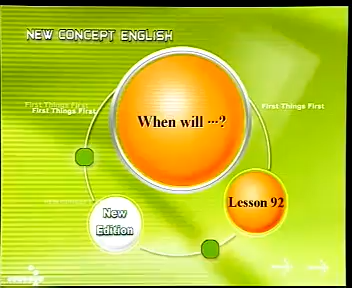 NEW CONCEPT ENGLISH
First Things First
First Things First
First Things First
When will ···?
Lesson 92
New
Edition